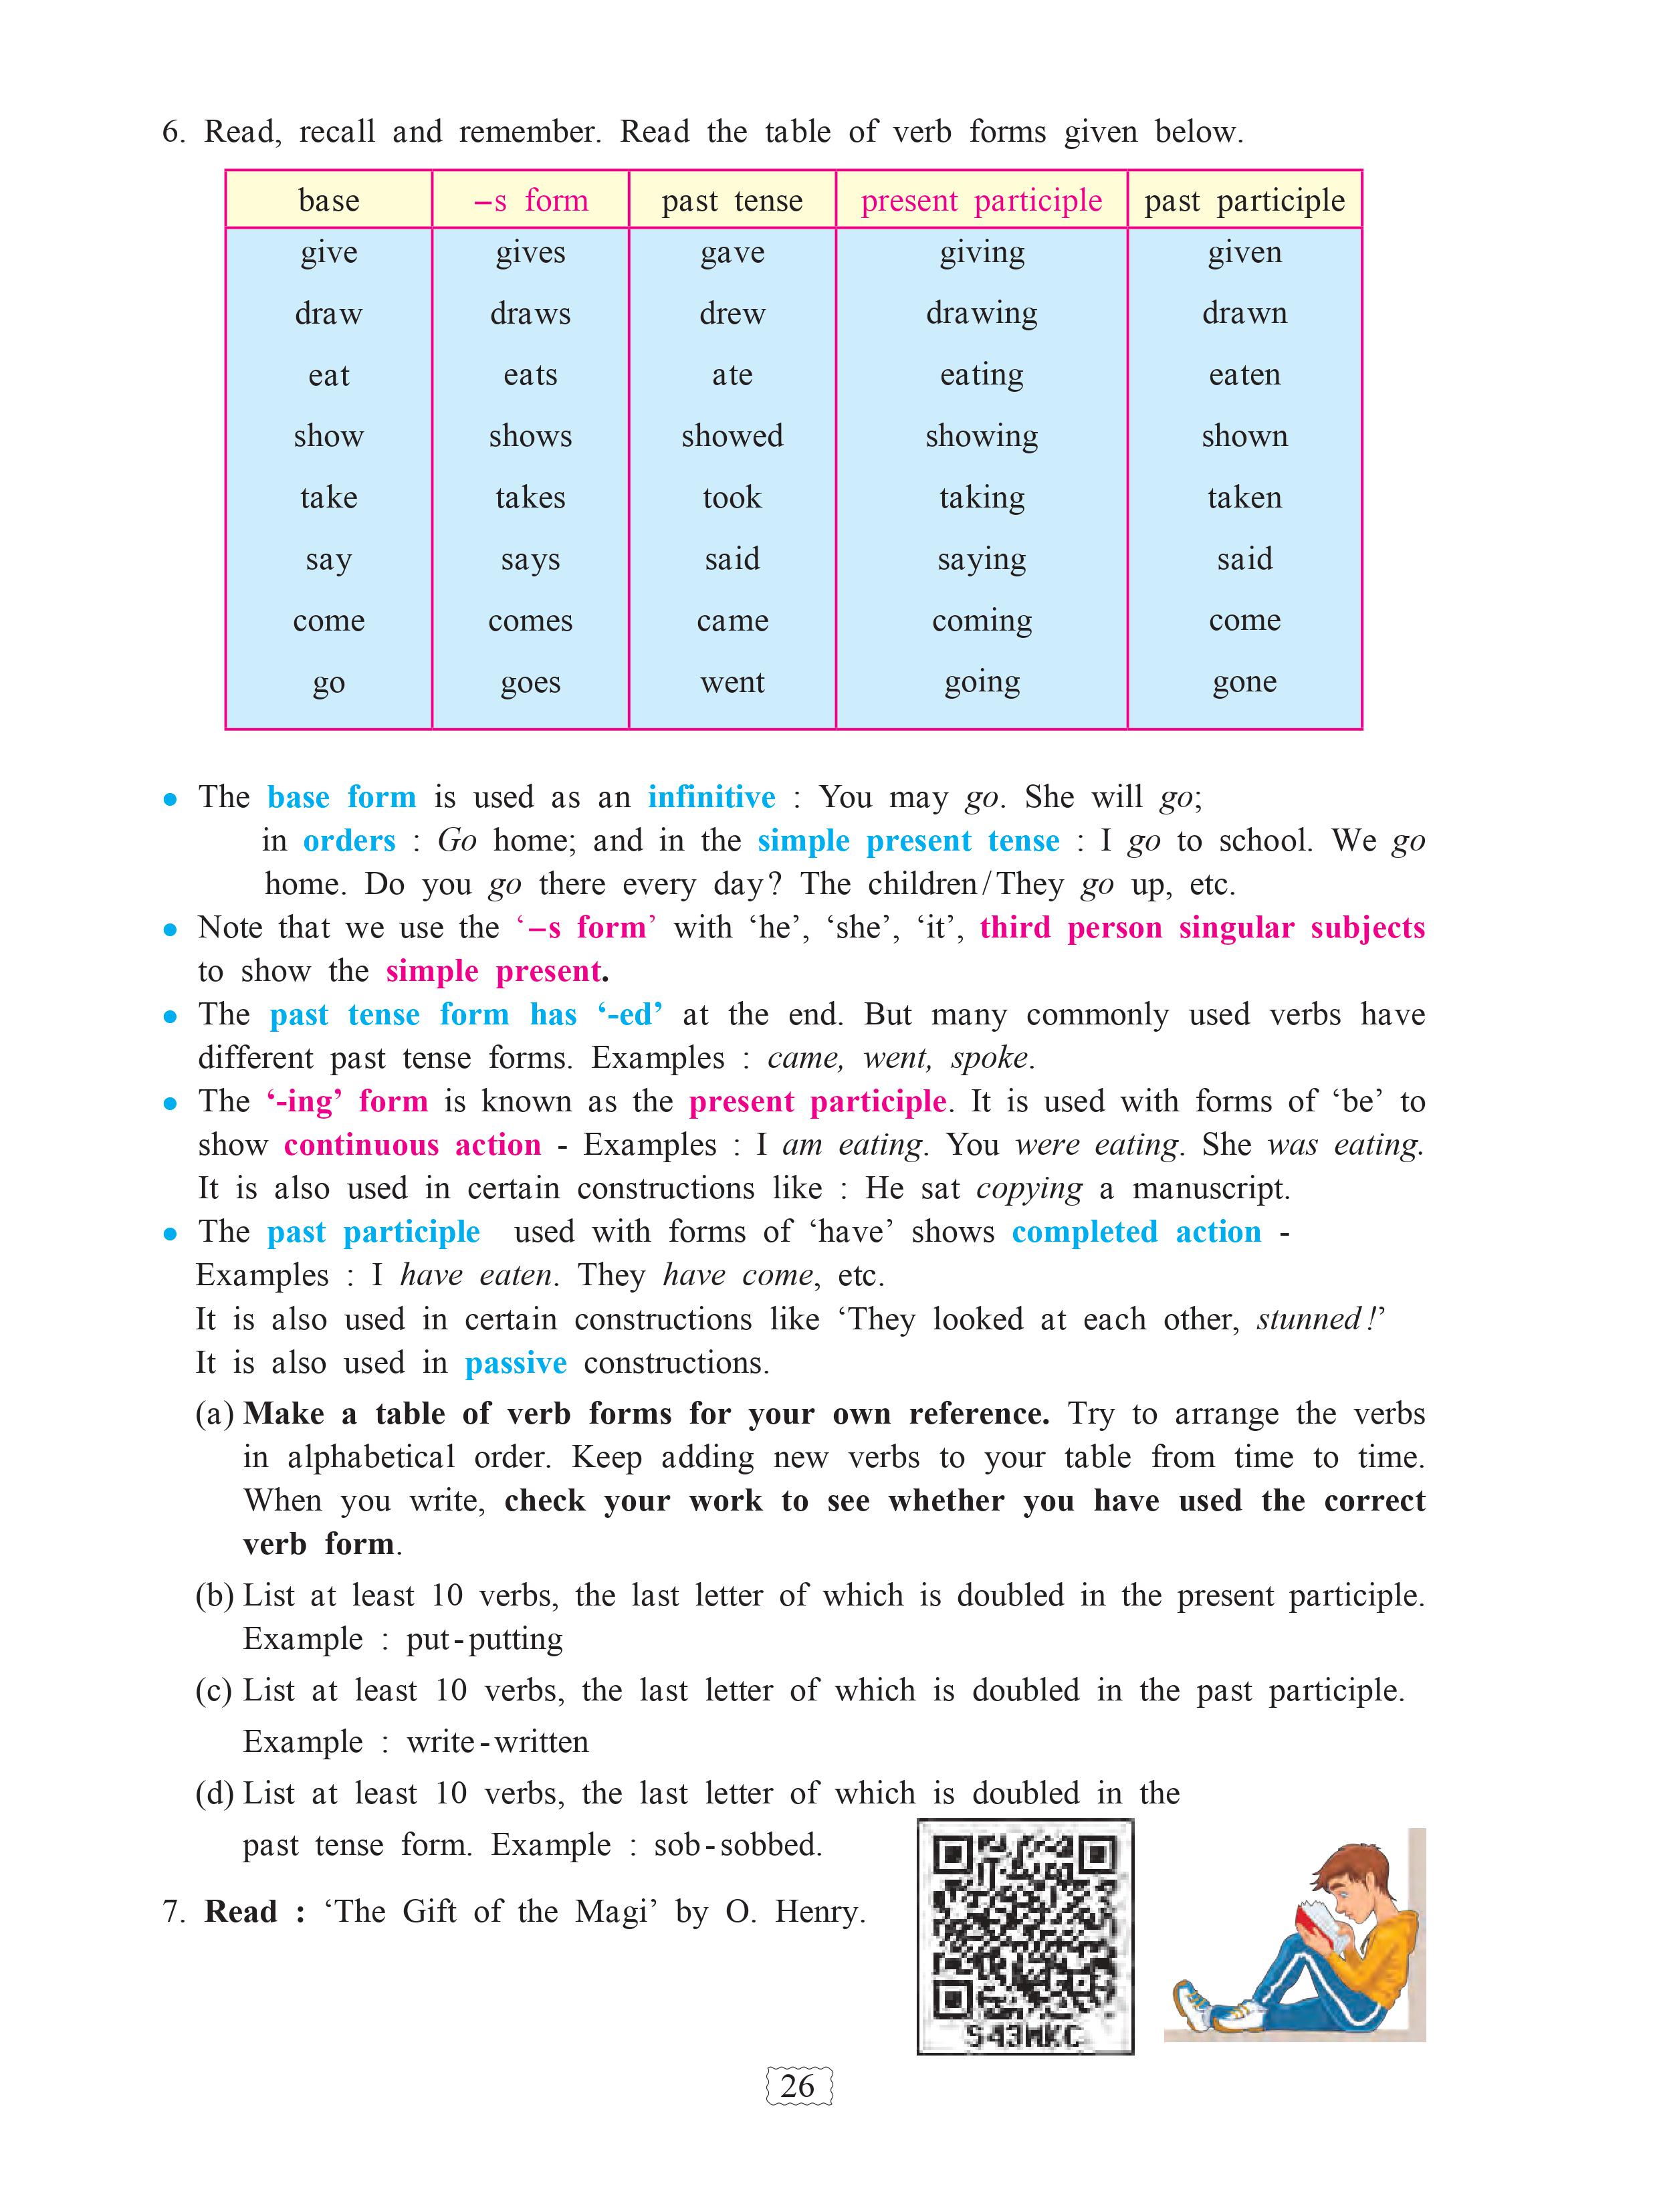 6. Read, recall and remember. Read the table of verb forms given below.
base –s form past tense present participle past participle
give gives gave giving given
draw draws drew drawing drawn
eat eats ate eating eaten
show shows showed showing shown
take takes took taking taken
say says said saying said
come comes came coming come
go goes went going gone
• The base form is used as an infinitive : You may go. She will go;
in orders : Go home; and in the simple present tense : I go to school. We go
home. Do you go there every day? The children/They go up, etc.
• Note that we use the ‘–s form’ with ‘he’, ‘she’, ‘it’, third person singular subjects
to show the simple present.
• The past tense form has ‘-ed’ at the end. But many commonly used verbs have
different past tense forms. Examples : came, went, spoke.
• The ‘-ing’ form is known as the present participle. It is used with forms of ‘be’ to
show continuous action - Examples : I am eating. You were eating. She was eating.
It is also used in certain constructions like : He sat copying a manuscript.
• The past participle used with forms of ‘have’ shows completed action -
Examples : I have eaten. They have come, etc.
It is also used in certain constructions like ‘They looked at each other, stunned!’
It is also used in passive constructions.
(a) Make a table of verb forms for your own reference. Try to arrange the verbs
in alphabetical order. Keep adding new verbs to your table from time to time.
When you write, check your work to see whether you have used the correct
verb form.
(b) List at least 10 verbs, the last letter of which is doubled in the present participle.
Example : put-putting
(c) List at least 10 verbs, the last letter of which is doubled in the past participle.
Example : write-written
(d) List at least 10 verbs, the last letter of which is doubled in the
past tense form. Example : sob-sobbed.
7. Read : ‘The Gift of the Magi’ by O. Henry.
S43MKC
26